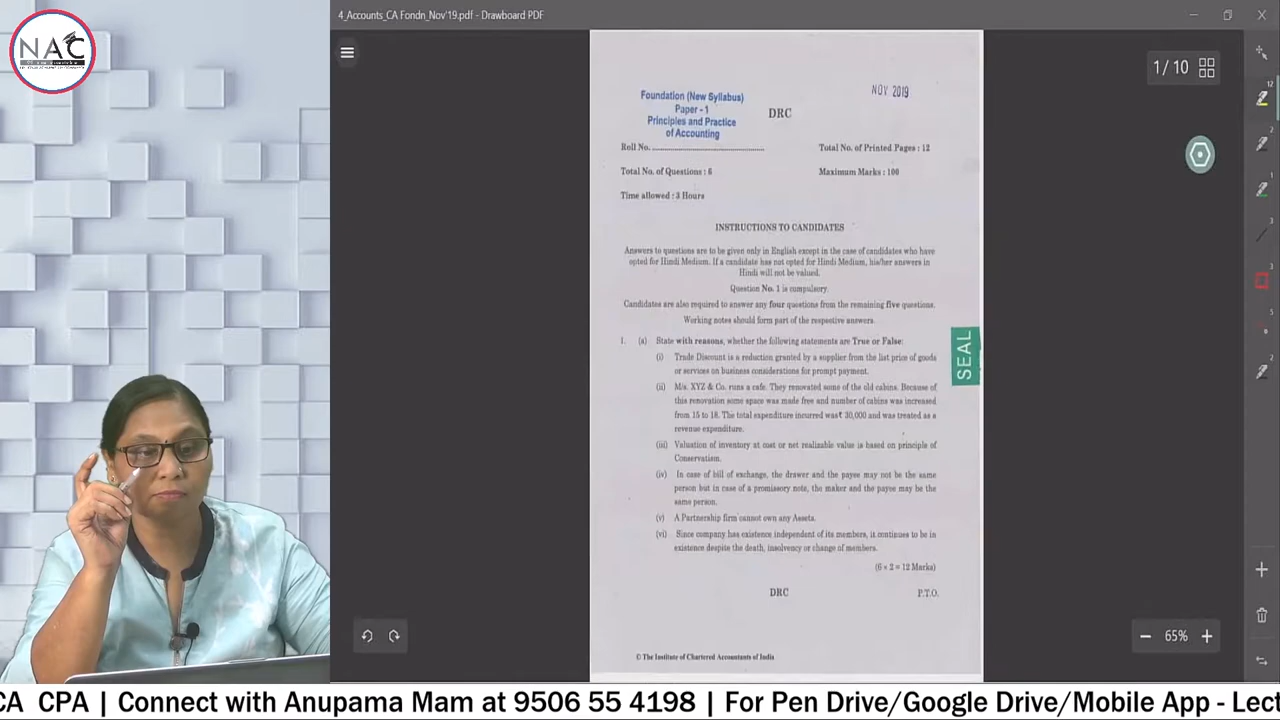 4_Accounts_CA Fondn_Nov'19.pdf - Drawboard PDF
NAC
1 / 10
NOV 2019
Foundation (New Syllabus)
Paper - 1
Principles and Practice
of Accounting
DRC
Roll No. ........................................................
Total No. of Printed Pages : 12
Total No. of Questions : 6
Maximum Marks : 100
Time allowed : 3 Hours
INSTRUCTIONS TO CANDIDATES
Answers to questions are to be given only in English except in the case of candidates who have
opted for Hindi Medium. If a candidate has not opted for Hindi Medium, his/her answers in
Hindi will not be valued.
Question No. 1 is compulsory.
Candidates are also required to answer any four questions from the remaining five questions.
Working notes should form part of the respective answers.
1. (a) State with reasons, whether the following statements are True or False:
(i) Trade Discount is a reduction granted by a supplier from the list price of goods
or services on business considerations for prompt payment.
(ii) M/s. XYZ & Co. runs a cafe. They renovated some of the old cabins. Because of
this renovation some space was made free and number of cabins was increased
from 15 to 18. The total expenditure incurred was ₹ 30,000 and was treated as a
revenue expenditure.
(iii) Valuation of inventory at cost or net realizable value is based on principle of
Conservatism.
(iv) In case of bill of exchange, the drawer and the payee may not be the same
person but in case of a promissory note, the maker and the payee may be the
same person.
(v) A Partnership firm cannot own any Assets.
(vi) Since company has existence independent of its members, it continues to be in
existence despite the death, insolvency or change of members.
(6 × 2 = 12 Marks)
DRC
P.T.O.
SEAL
© The Institute of Chartered Accountants of India
65%
CA CPA | Connect with Anupama Mam at 9506 55 4198 | For Pen Drive/Google Drive/Mobile App - Lect